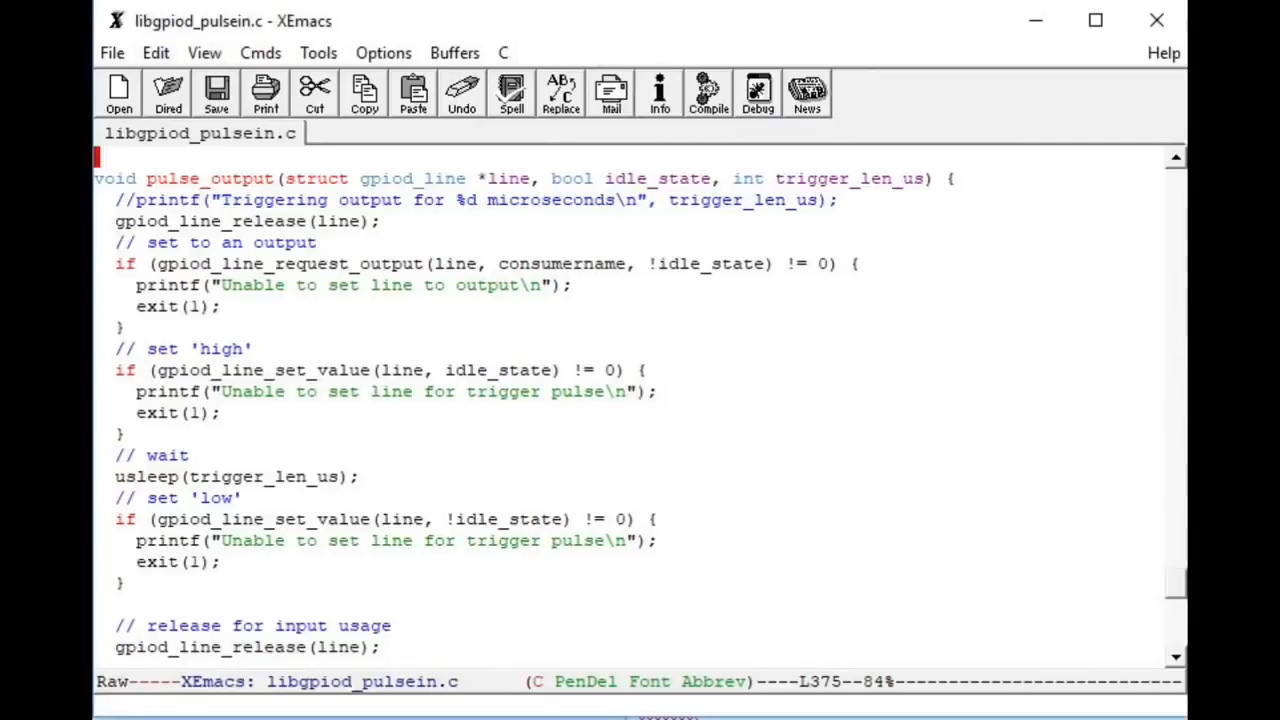 libgpiod_pulsein.c - XEmacs
File Edit View Cmds Tools Options Buffers C Help
Open Dired Save Print Cut Copy Paste Undo Spell Replace Mail Info Compile Debug News
libgpiod_pulsein.c
void pulse_output(struct gpiod_line *line, bool idle_state, int trigger_len_us) {
//printf("Triggering output for %d microseconds\n", trigger_len_us);
gpiod_line_release(line);
// set to an output
if (gpiod_line_request_output(line, consumername, !idle_state) != 0) {
printf("Unable to set line to output\n");
exit(1);
}
// set 'high'
if (gpiod_line_set_value(line, idle_state) != 0) {
printf("Unable to set line for trigger pulse\n");
exit(1);
}
// wait
usleep(trigger_len_us);
// set 'low'
if (gpiod_line_set_value(line, !idle_state) != 0) {
printf("Unable to set line for trigger pulse\n");
exit(1);
}
// release for input usage
gpiod_line_release(line);
Raw-----XEmacs: libgpiod_pulsein.c (C PenDel Font Abbrev)----L375--84%---------------------------